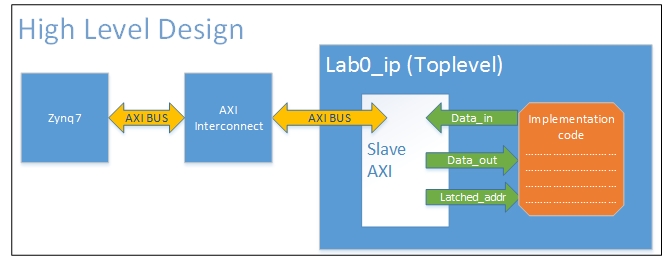 High Level Design
Lab0_ip (Toplevel)
Zynq7
AXI BUS
AXI
Interconnect
AXI BUS
Slave
AXI
Data_in
Data_out
Latched_addr
Implementation
code